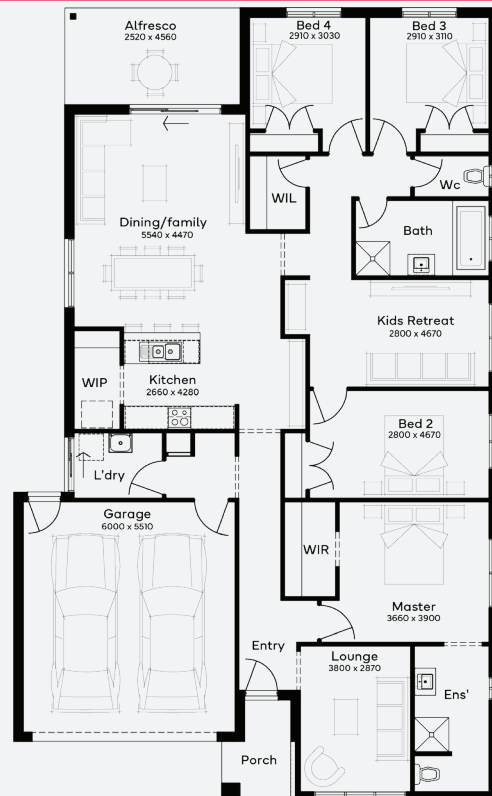 Alfresco
2520 x 4560
Bed 4
2910 x 3030
Bed 3
2910 x 3110
WIL
Wc
Bath
Dining/family
5540 x 4470
Kids Retreat
2800 x 4670
WIP
Kitchen
2660 x 4280
Bed 2
2800 x 4670
L'dry
Garage
6000 x 5510
WIR
Master
3660 x 3900
Entry
Lounge
3800 x 2870
Ens'
Porch